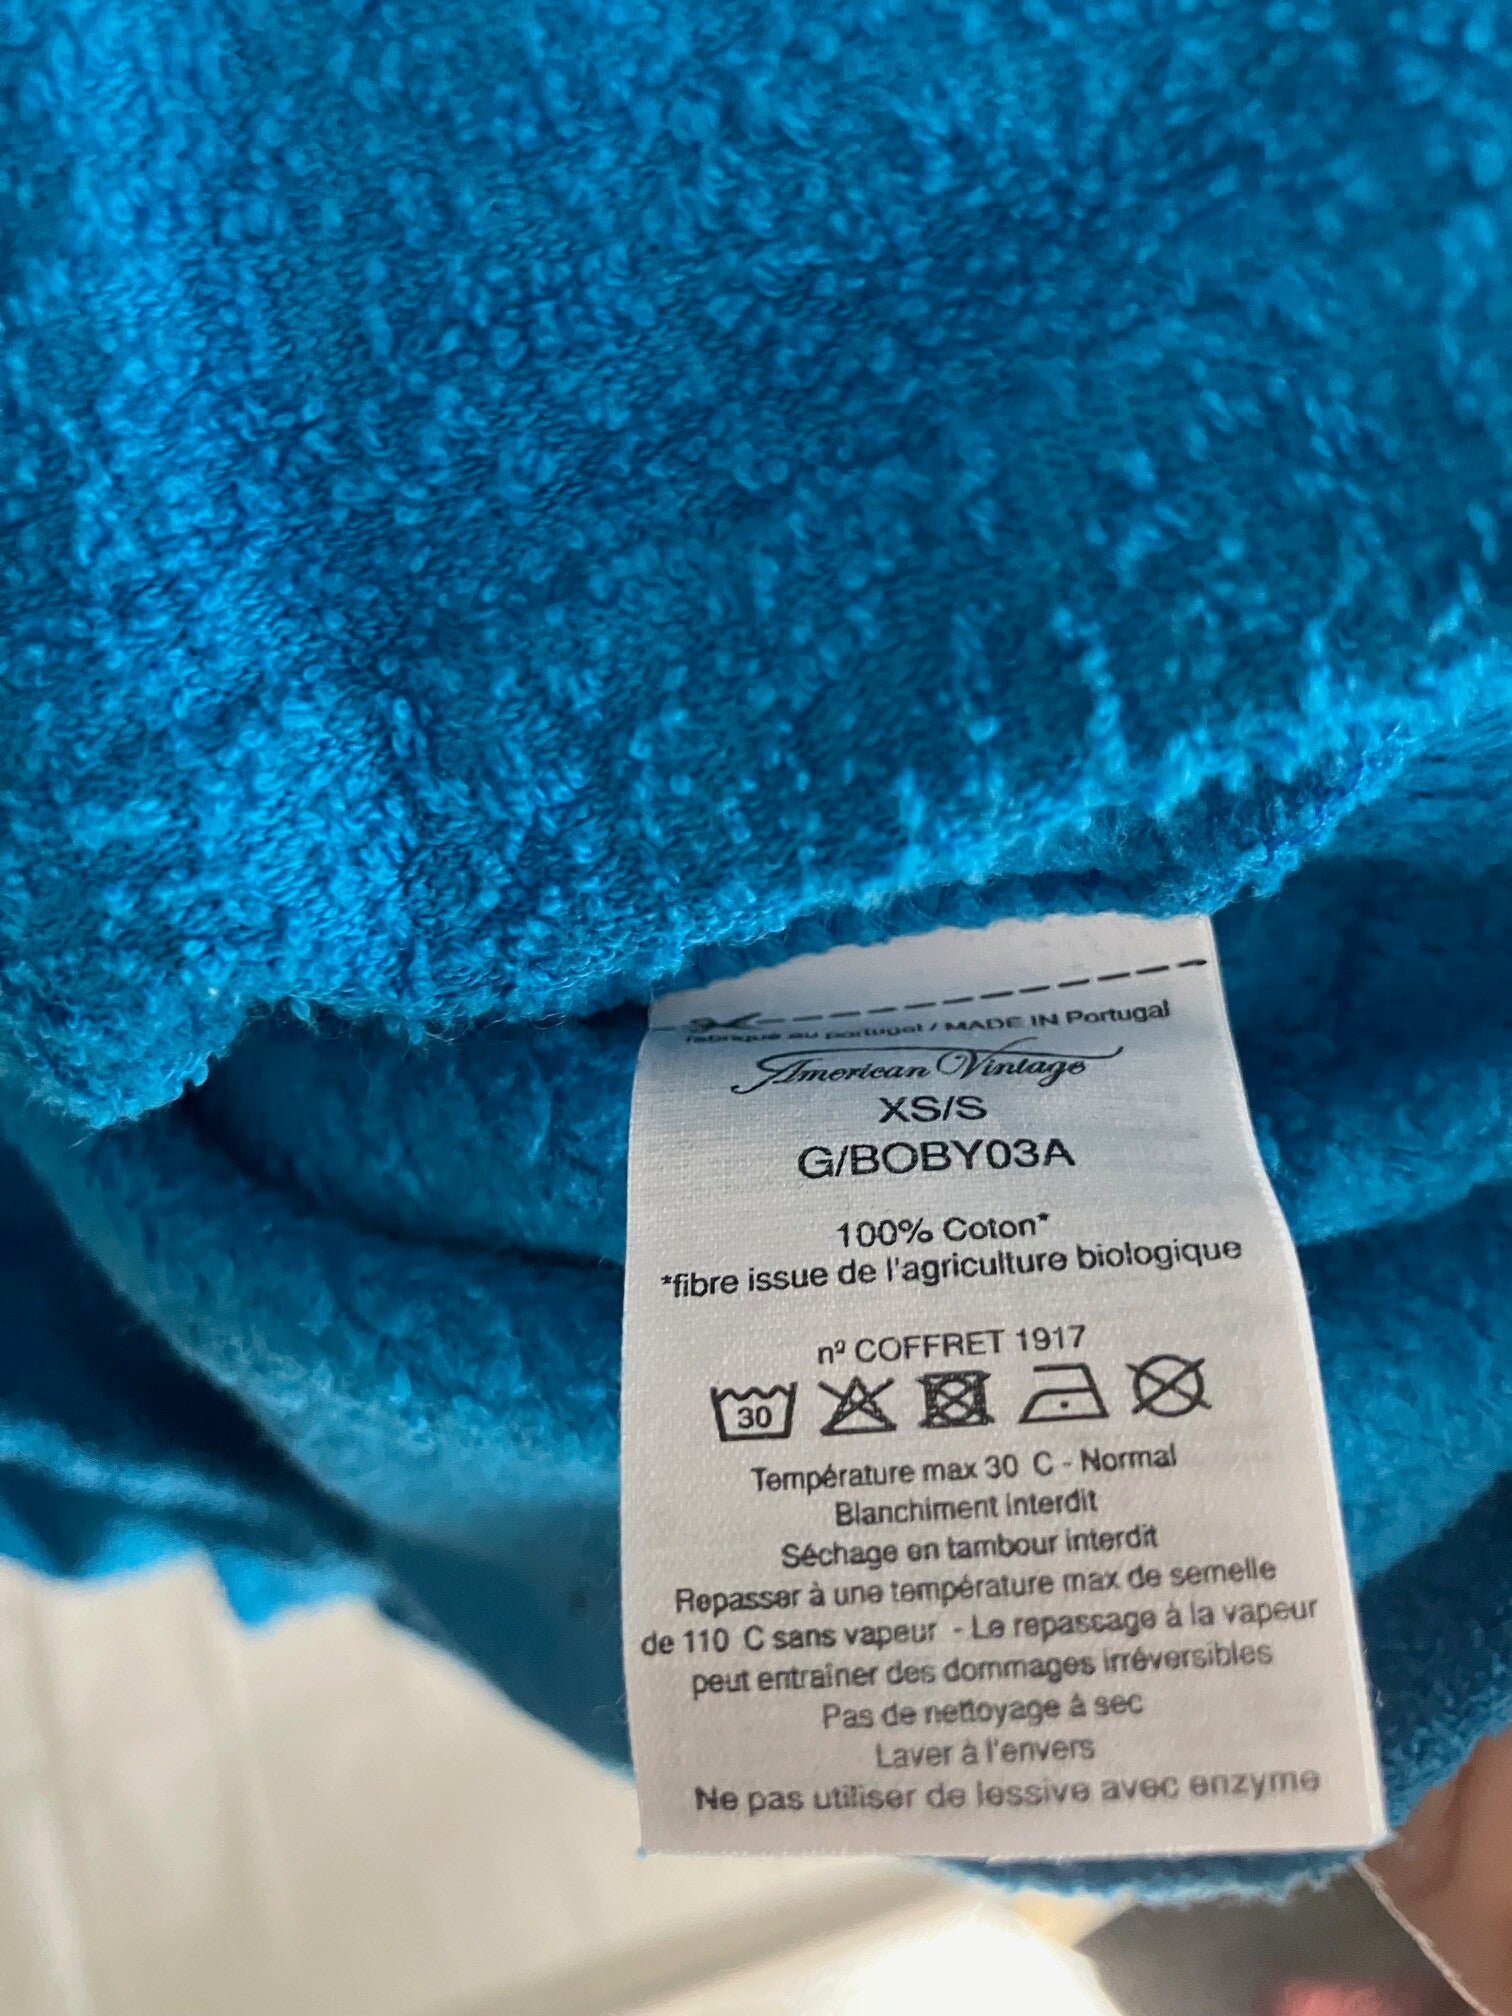 fabrique au portugal / MADE IN Portugal
American Vintage
XS/S
G/BOBY03A
100% Coton*
*fibre issue de l'agriculture biologique
nº COFFRET 1917
30
Température max 30 C - Normal
Blanchiment interdit
Séchage en tambour interdit
Repasser à une température max de semelle
de 110 C sans vapeur - Le repassage à la vapeur
peut entraîner des dommages irréversibles
Pas de nettoyage à sec
Laver à l'envers
Ne pas utiliser de lessive avec enzyme